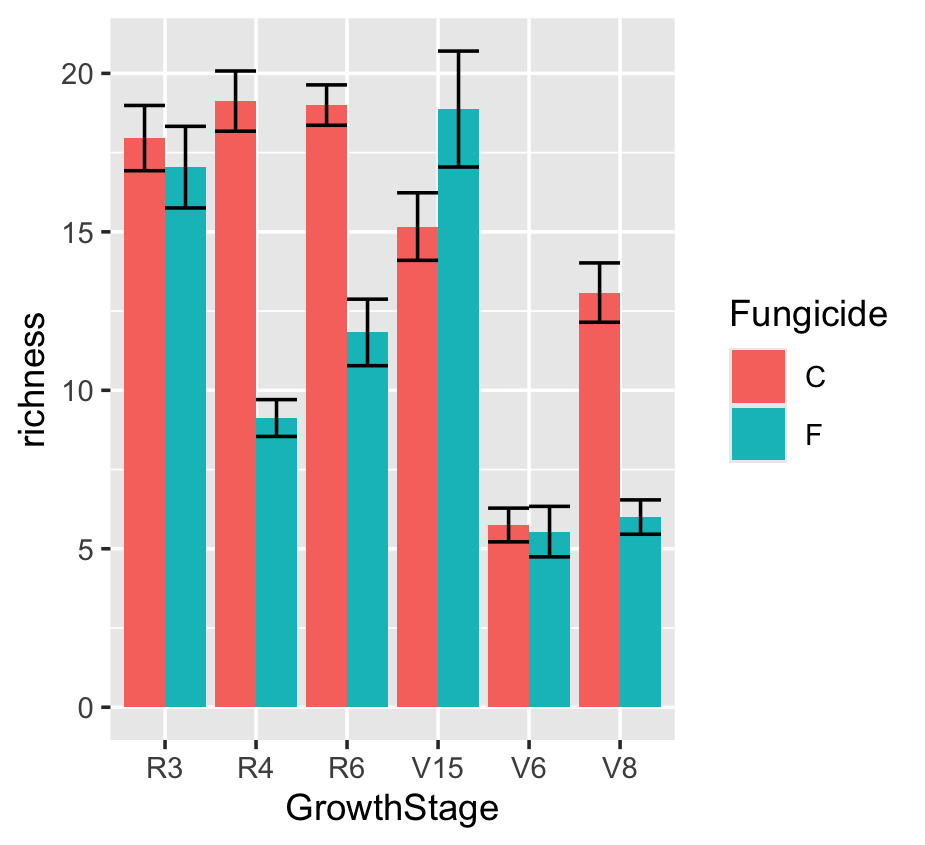 20
15
10
5
0
richness
R3 R4 R6 V15 V6 V8
GrowthStage
Fungicide
C
F